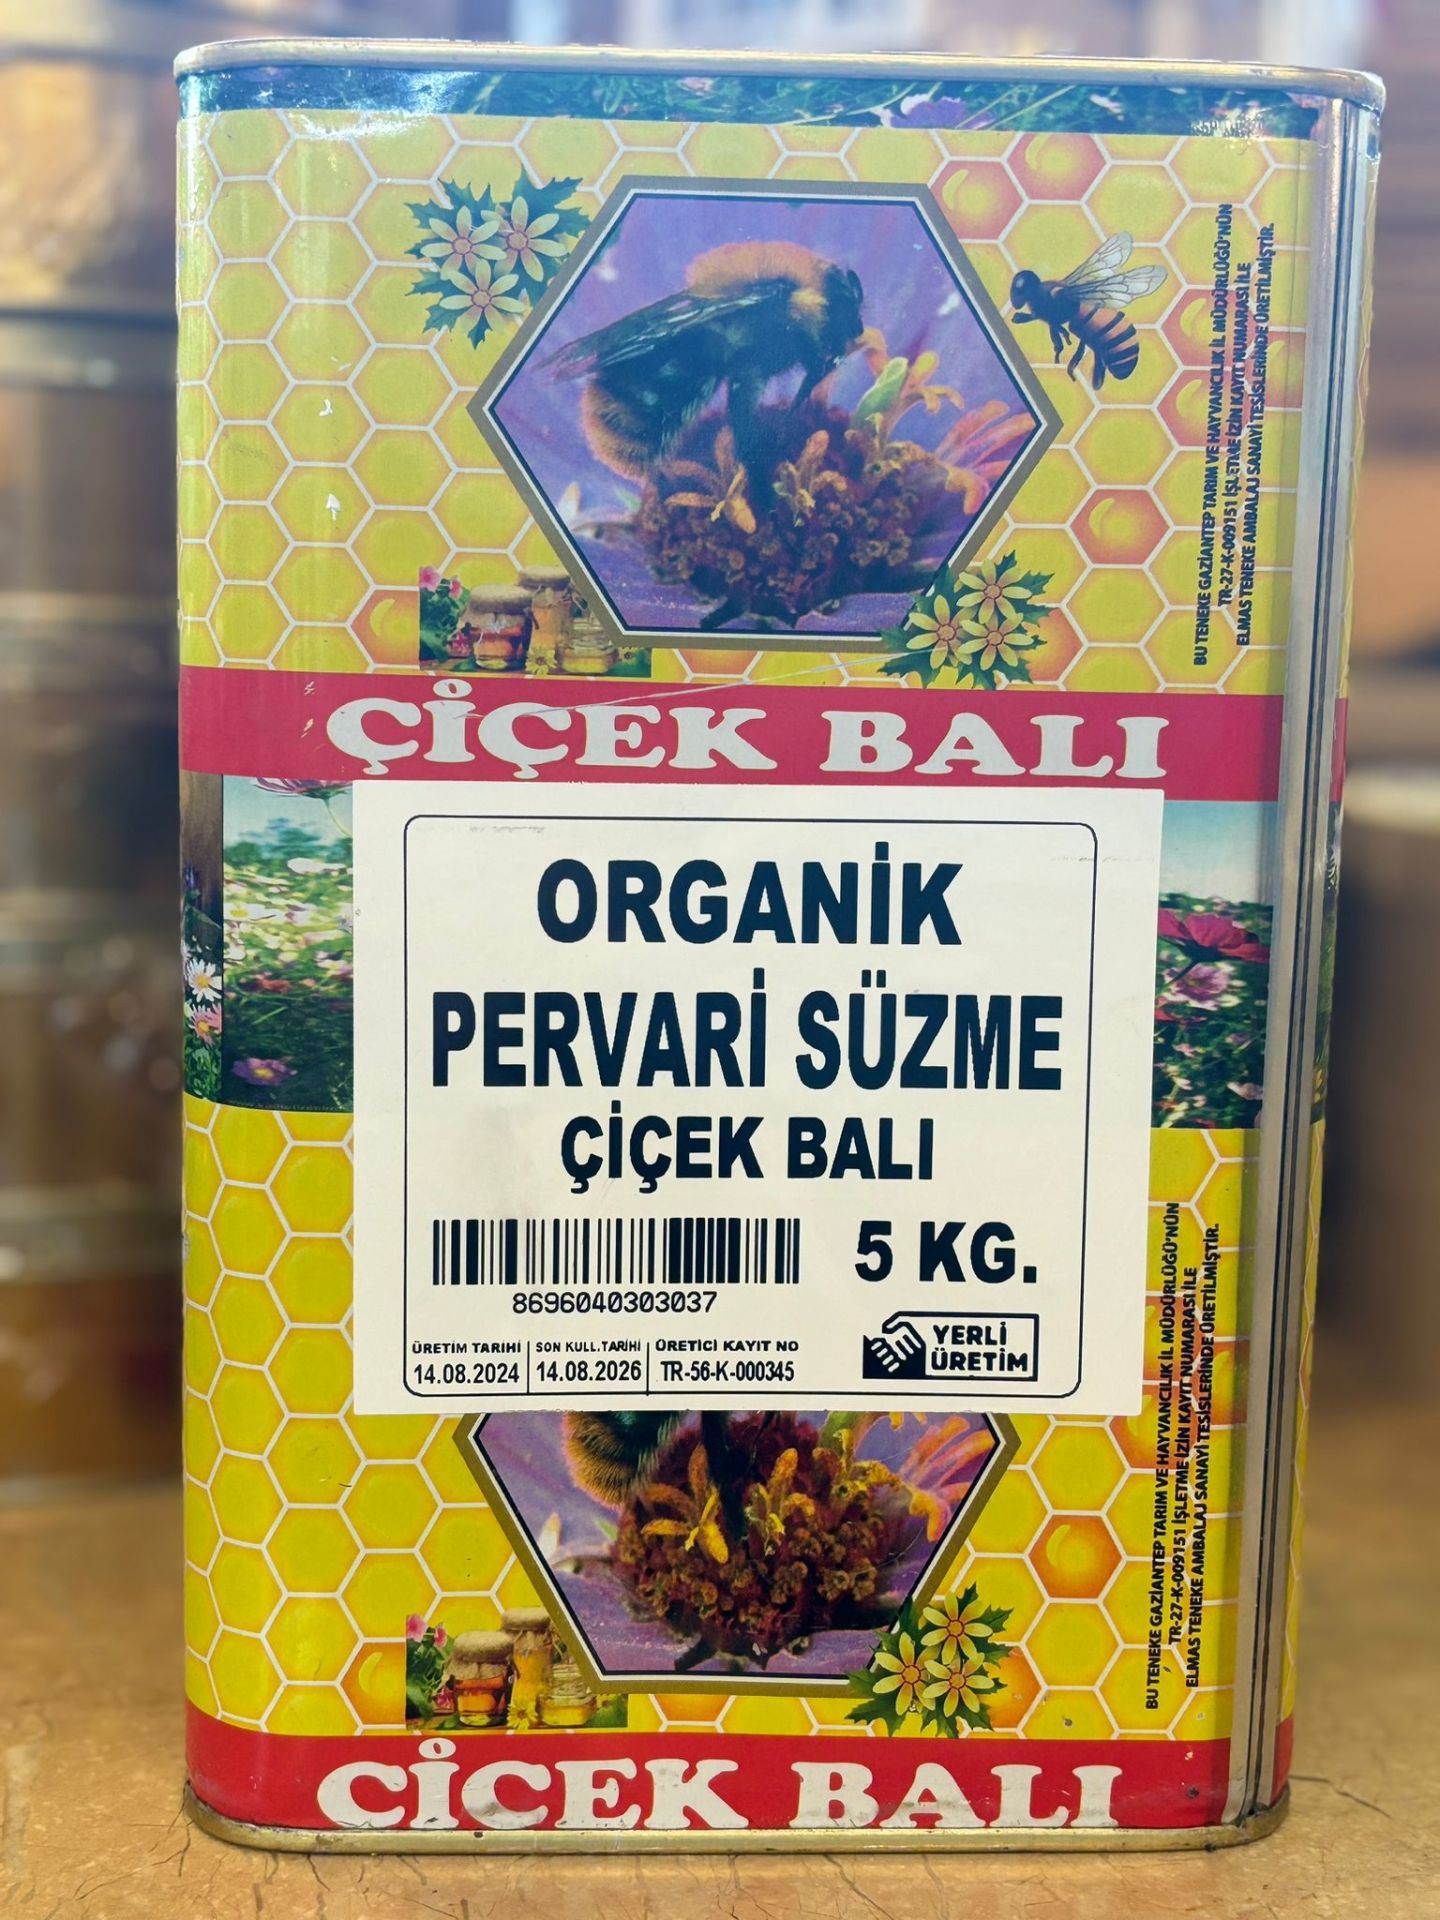 BU TENEKE GAZİANTEP TARIM VE HAYVANCILIK İL MÜDÜRLÜĞÜ'NÜN
TR-27-K-009151 İŞLETME İZİN KAYIT NUMARASI İLE
ELMAS TENEKE AMBALAJ SANAYİ TESİSLERİNDE ÜRETİLMİŞTİR.
ÇİÇEK BALI
ORGANİK
PERVARİ SÜZME
ÇİÇEK BALI
5 KG.
8696040303037
ÜRETİM TARİHİ
14.08.2024
SON KULL.TARİHİ
14.08.2026
ÜRETİCİ KAYIT NO
TR-56-K-000345
YERLİ
ÜRETİM
BU TENEKE GAZİANTEP TARIM VE HAYVANCILIK İL MÜDÜRLÜĞÜ'NÜN
TR-27-K-009151 İŞLETME İZİN KAYIT NUMARASI İLE
ELMAS TENEKE AMBALAJ SANAYİ TESİSLERİNDE ÜRETİLMİŞTİR.
ÇİÇEK BALI